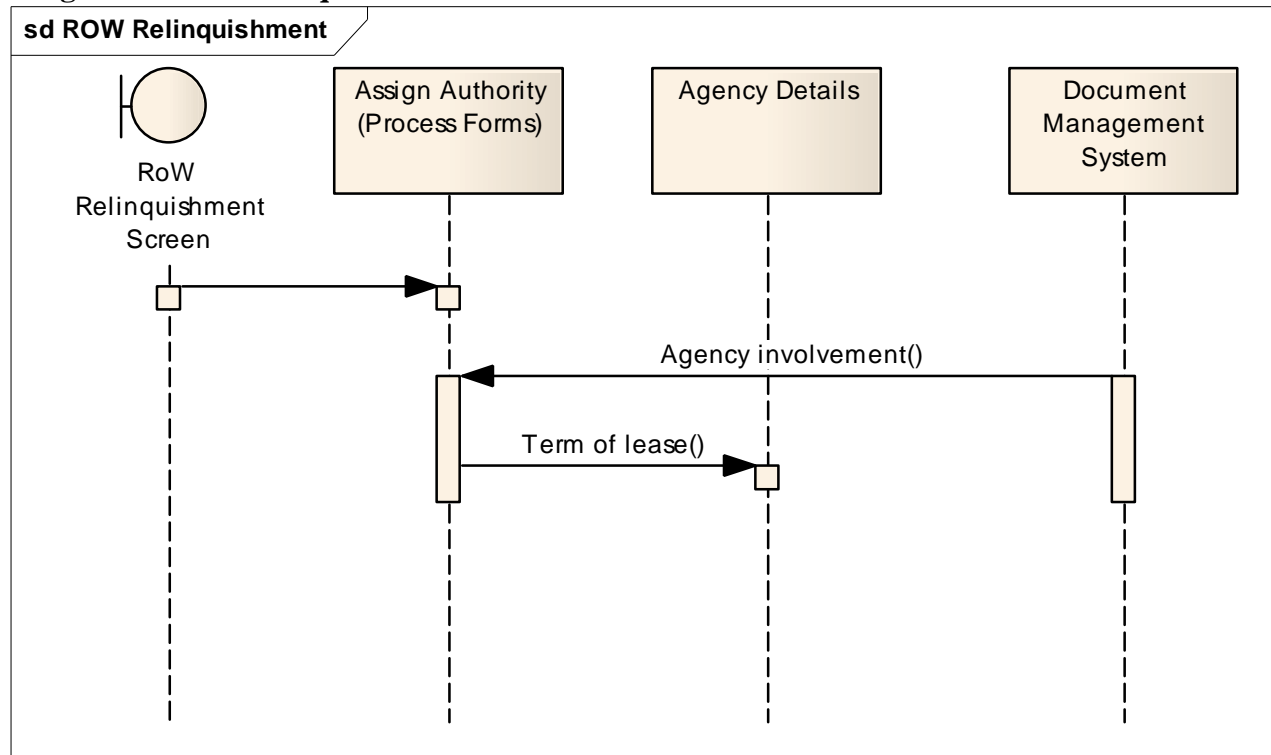 sd ROW Relinquishment
RoW
Relinquishment
Screen
Assign Authority
(Process Forms)
Agency Details
Document
Management
System
Agency involvement()
Term of lease()